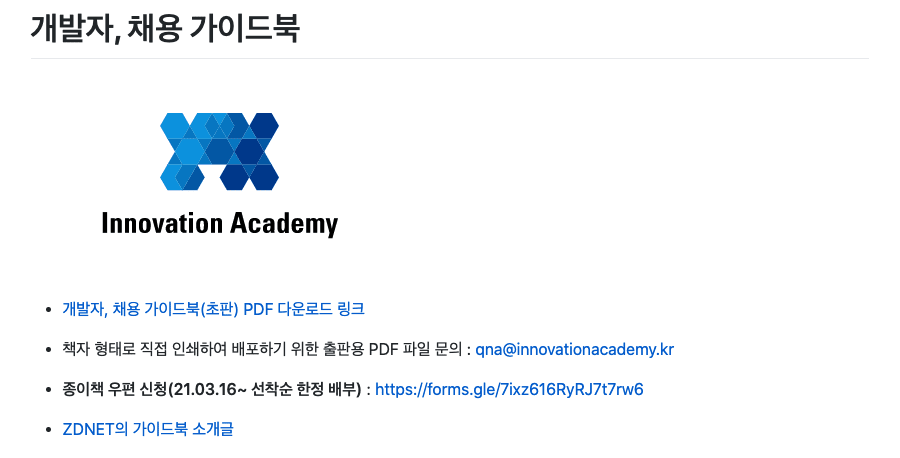 개발자, 채용 가이드북
Innovation Academy
개발자, 채용 가이드북(초판) PDF 다운로드 링크
책자 형태로 직접 인쇄하여 배포하기 위한 출판용 PDF 파일 문의 : qna@innovationacademy.kr
종이책 우편 신청(21.03.16~ 선착순 한정 배부) : https://forms.gle/7ixz616RyRJ7t7rw6
ZDNET의 가이드북 소개글